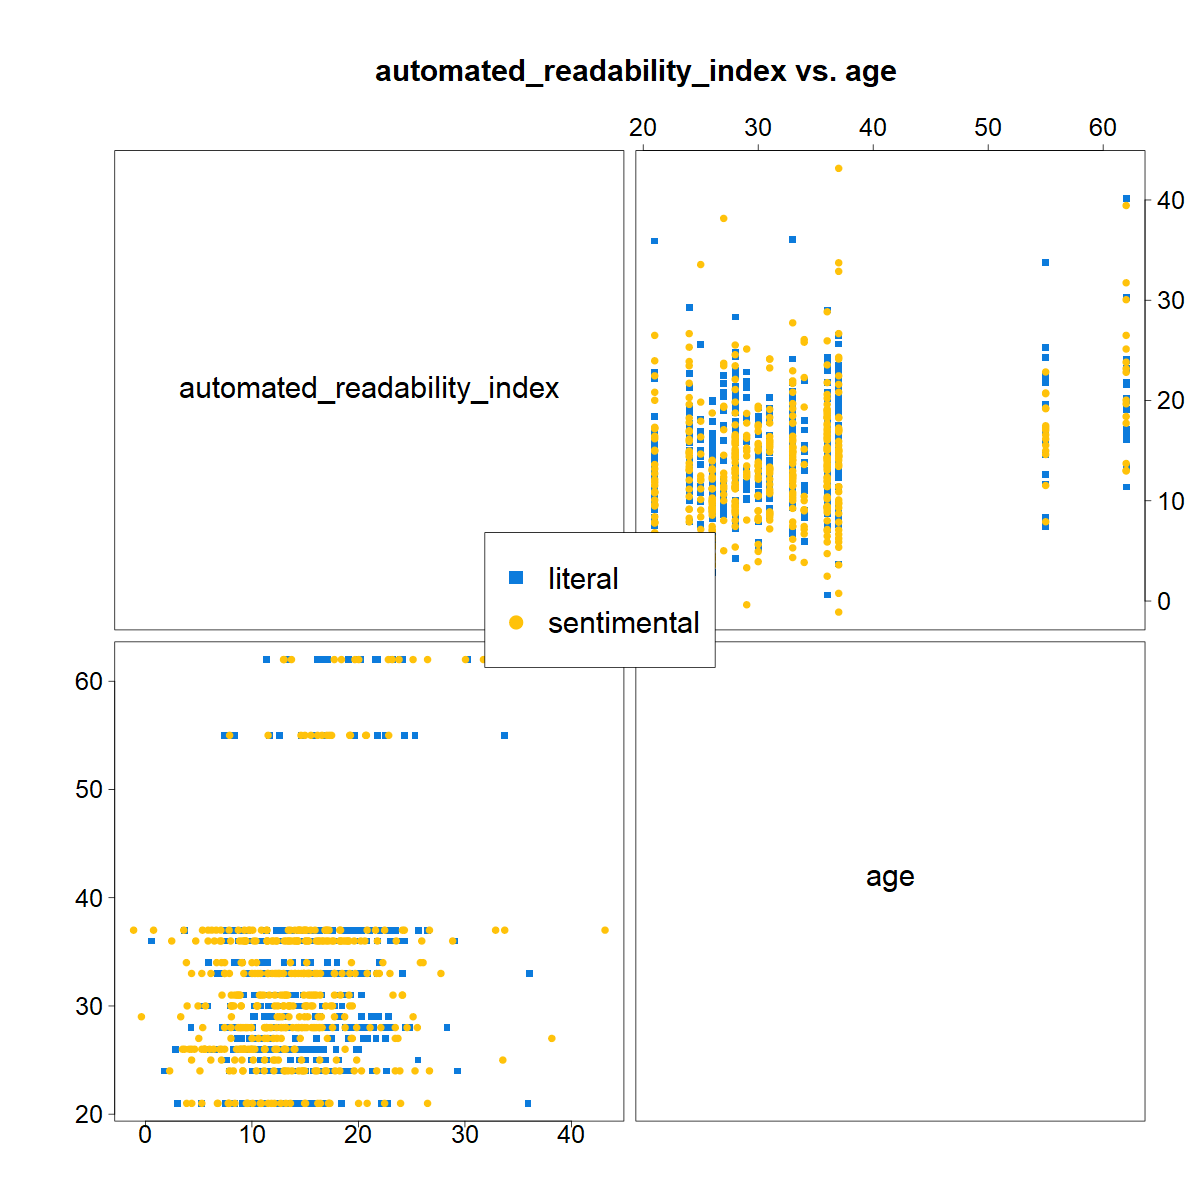 automated_readability_index vs. age
20 30 40 50 60
automated_readability_index
40
30
20
10
0
literal
sentimental
60
50
40
30
20
age
0 10 20 30 40